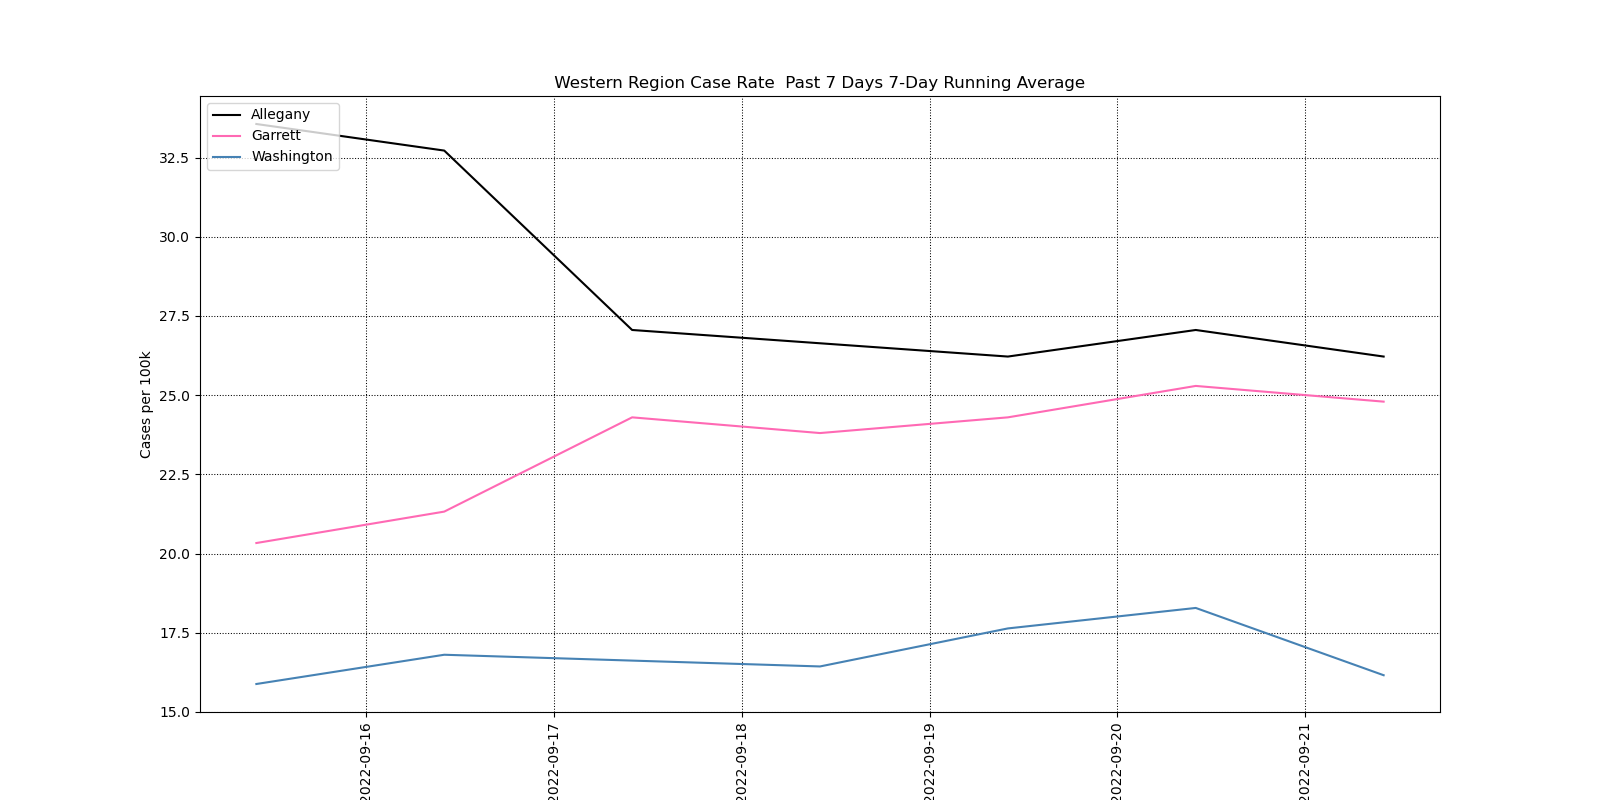 Western Region Case Rate  Past 7 Days 7-Day Running Average
Allegany
Garrett
Washington
Cases per 100k
32.5
30.0
27.5
25.0
22.5
20.0
17.5
15.0
2022-09-16
2022-09-17
2022-09-18
2022-09-19
2022-09-20
2022-09-21